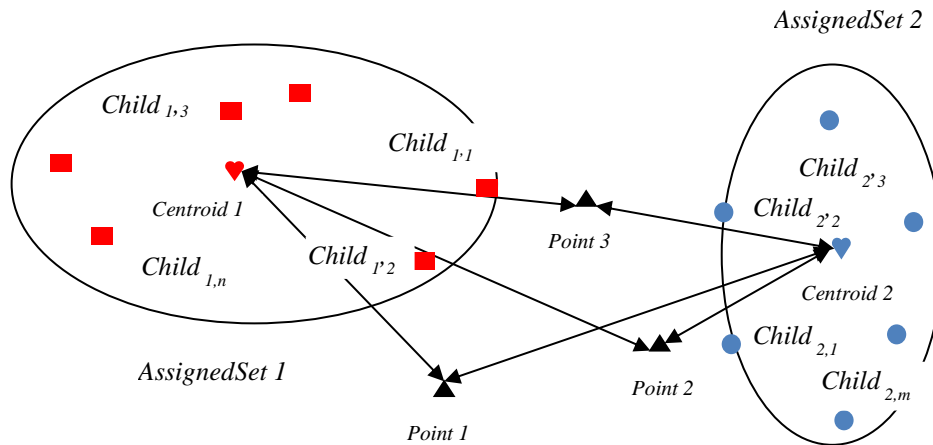 AssignedSet 2
Child 1,3
Child 1,1
Child 2,3
Centroid 1
Child 2,2
Point 3
Child 1,n
Child 1,2
Centroid 2
Child 2,1
AssignedSet 1
Point 2
Child 2,m
Point 1